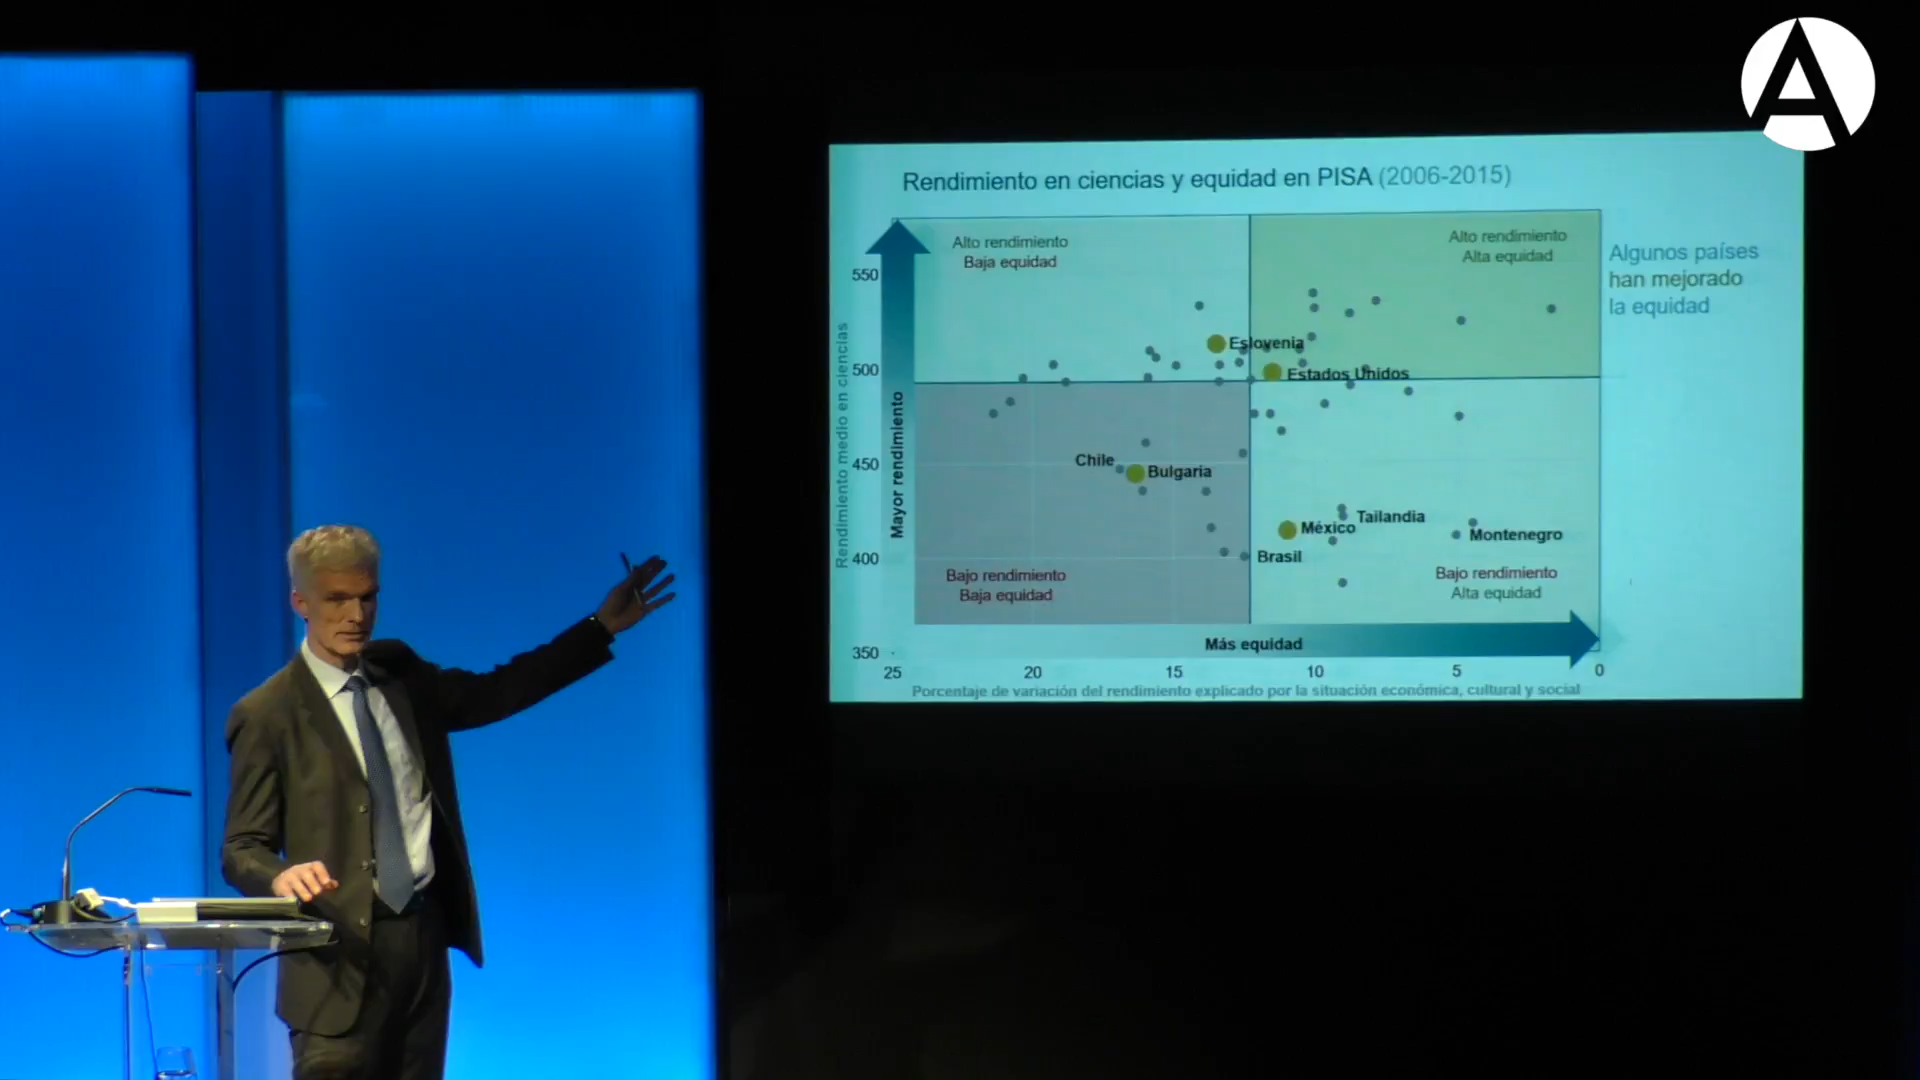 Rendimiento en ciencias y equidad en PISA (2006-2015)
Alto rendimiento
Baja equidad
Alto rendimiento
Alta equidad
Algunos países
han mejorado
la equidad
550
500
450
400
350
Rendimiento medio en ciencias
Mayor rendimiento
Eslovenia
Estados Unidos
Chile
Bulgaria
Tailandia
México
Montenegro
Brasil
Bajo rendimiento
Baja equidad
Bajo rendimiento
Alta equidad
Más equidad
25 20 15 10 5 0
Porcentaje de variación del rendimiento explicado por la situación económica, cultural y social
A